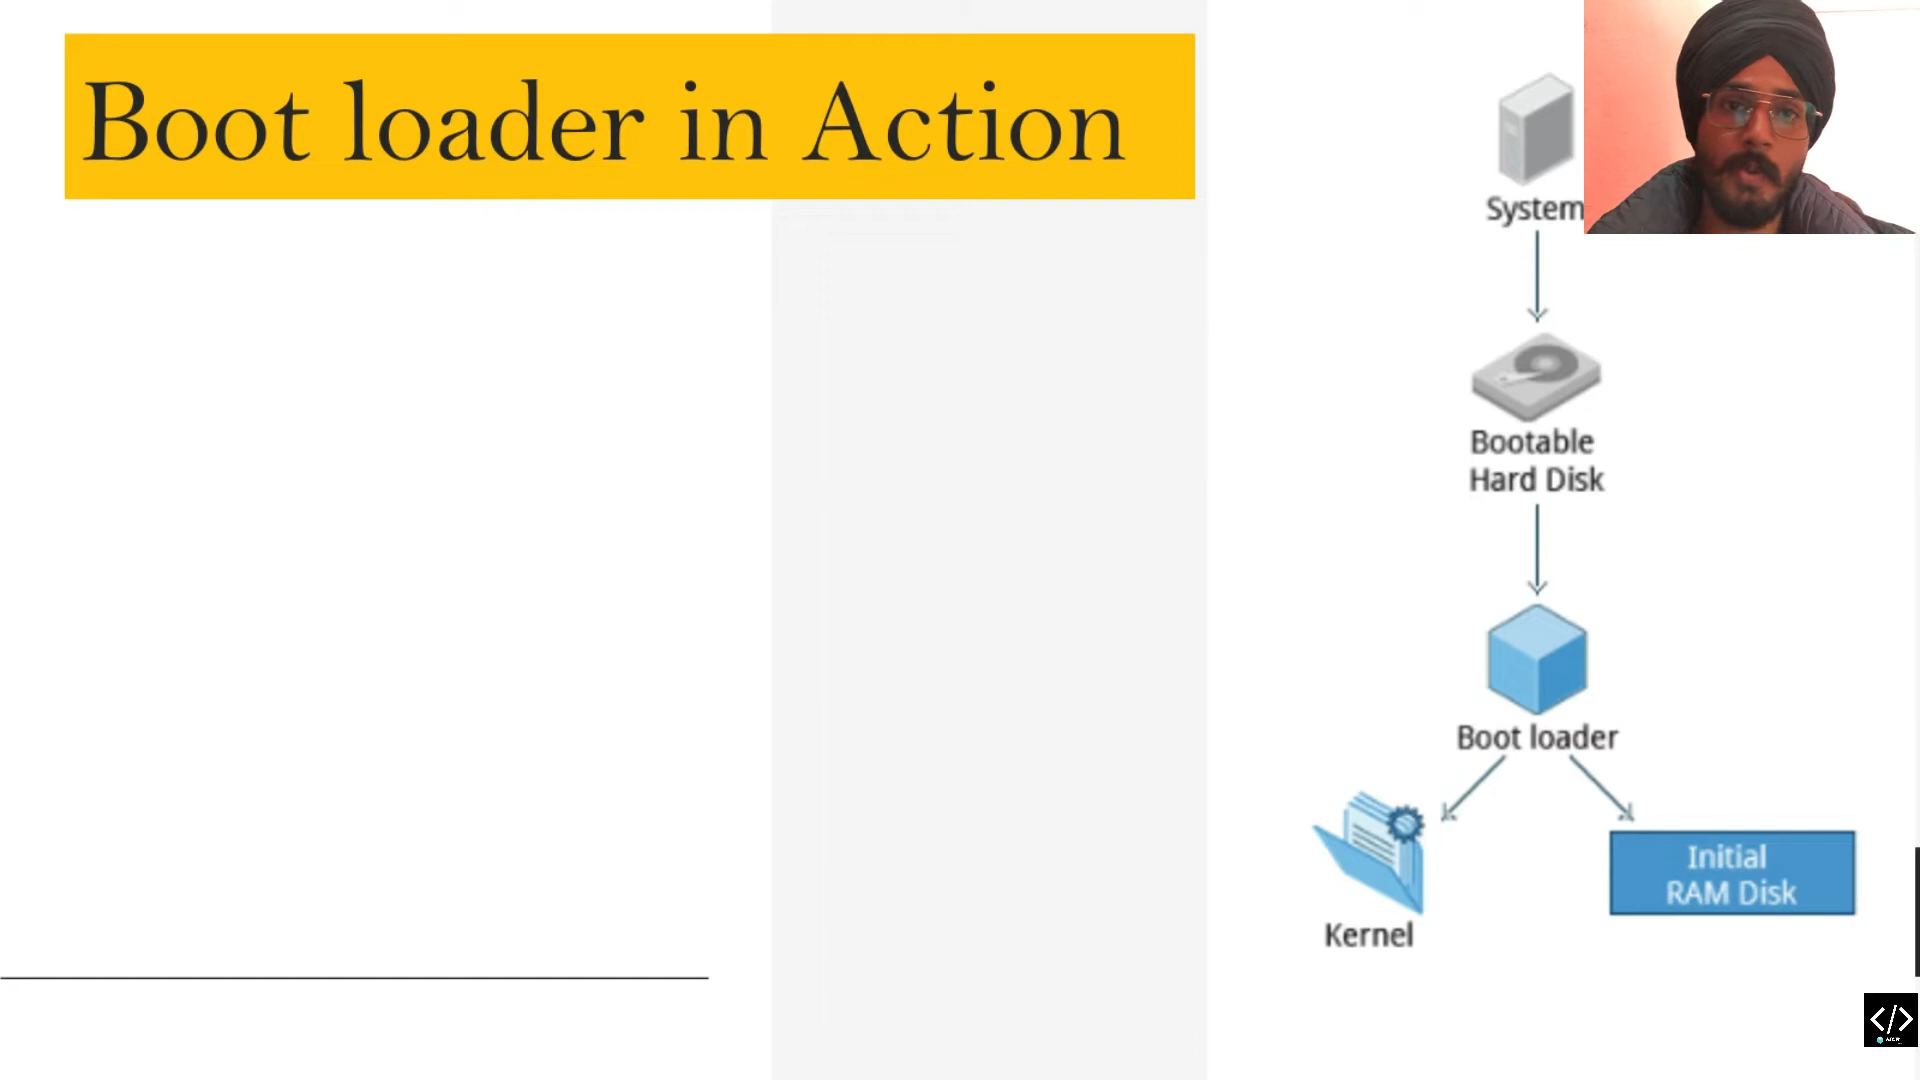 Boot loader in Action
System
Bootable
Hard Disk
Boot loader
Initial
RAM Disk
Kernel
</>